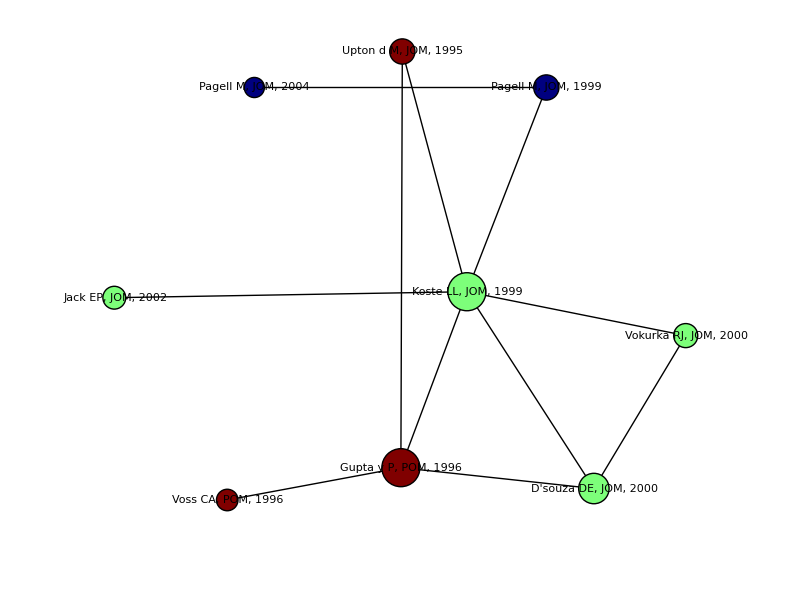 Upton d M, JOM, 1995
Pagell M, JOM, 2004
Pagell M, JOM, 1999
Koste LL, JOM, 1999
Jack EP, JOM, 2002
Vokurka RJ, JOM, 2000
Gupta y P, POM, 1996
D'souza DE, JOM, 2000
Voss CA, POM, 1996